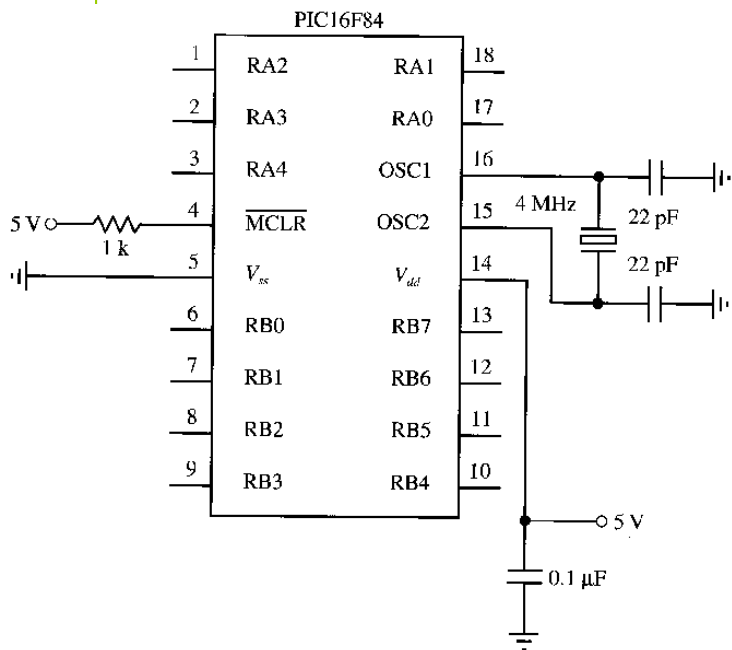 PIC16F84
1 RA2 RA1 18
2 RA3 RA0 17
3 RA4 OSC1 16
5 V 1 k 4 M̅C̅L̅R̅ OSC2 15 4 MHz 22 pF
5 Vss Vdd 14 22 pF
6 RB0 RB7 13
7 RB1 RB6 12
8 RB2 RB5 11
9 RB3 RB4 10
5 V
0.1 μF